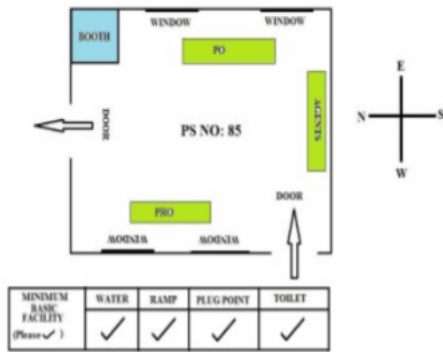 WINDOW
WINDOW
BOOTH
PO
E
DOOR
AGENTS
N
S
PS NO: 85
W
DOOR
PRO
WINDOW
WINDOW
MINIMUM BASIC FACILITY (Please ✓ )
WATER
RAMP
PLUG POINT
TOILET
✓
✓
✓
✓